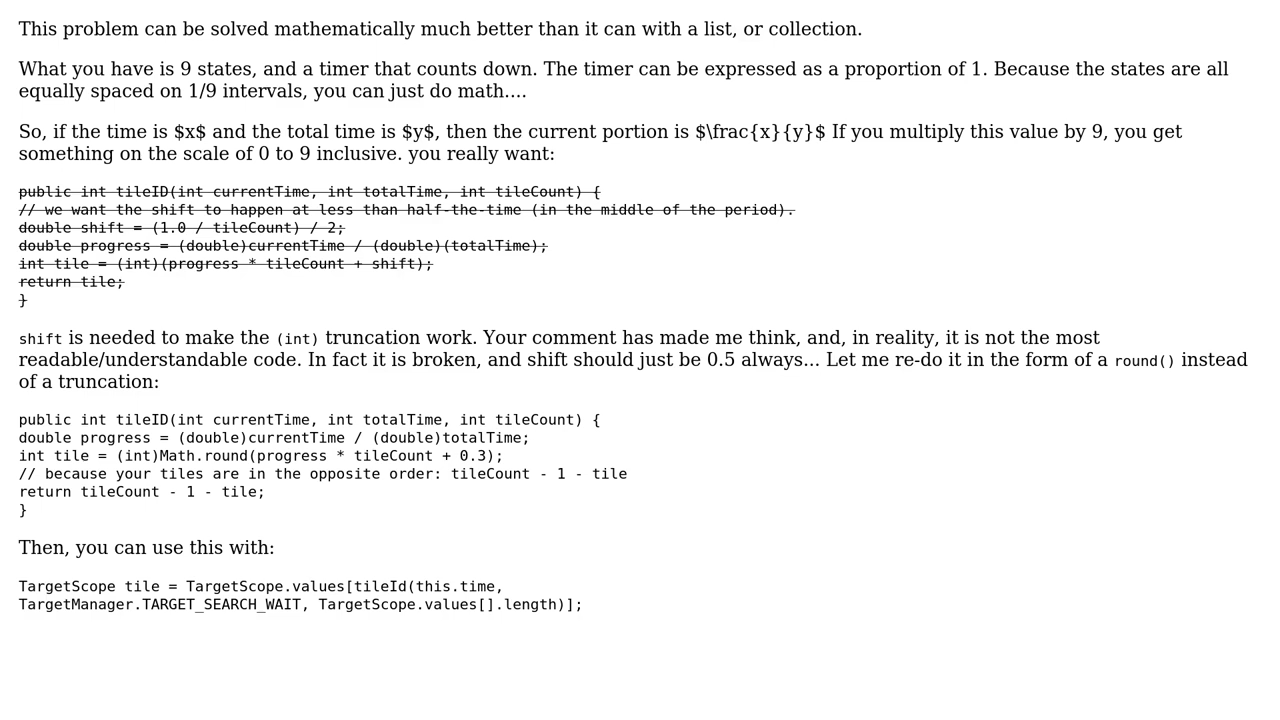 This problem can be solved mathematically much better than it can with a list, or collection.
What you have is 9 states, and a timer that counts down. The timer can be expressed as a proportion of 1. Because the states are all
equally spaced on 1/9 intervals, you can just do math....
So, if the time is $x$ and the total time is $y$, then the current portion is $\frac{x}{y}$ If you multiply this value by 9, you get
something on the scale of 0 to 9 inclusive. you really want:
public int tileID(int currentTime, int totalTime, int tileCount) {
// we want the shift to happen at less than half-the-time (in the middle of the period).
double shift = (1.0 / tileCount) / 2;
double progress = (double)currentTime / (double)(totalTime);
int tile = (int)(progress * tileCount + shift);
return tile;
}
shift is needed to make the (int) truncation work. Your comment has made me think, and, in reality, it is not the most
readable/understandable code. In fact it is broken, and shift should just be 0.5 always... Let me re-do it in the form of a round() instead
of a truncation:
public int tileID(int currentTime, int totalTime, int tileCount) {
double progress = (double)currentTime / (double)totalTime;
int tile = (int)Math.round(progress * tileCount + 0.3);
// because your tiles are in the opposite order: tileCount - 1 - tile
return tileCount - 1 - tile;
}
Then, you can use this with:
TargetScope tile = TargetScope.values[tileId(this.time,
TargetManager.TARGET_SEARCH_WAIT, TargetScope.values[].length)];